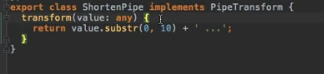 export class ShortenPipe implements PipeTransform {
transform(value: any) {
return value.substr(0, 10) + ' ...';
}
}